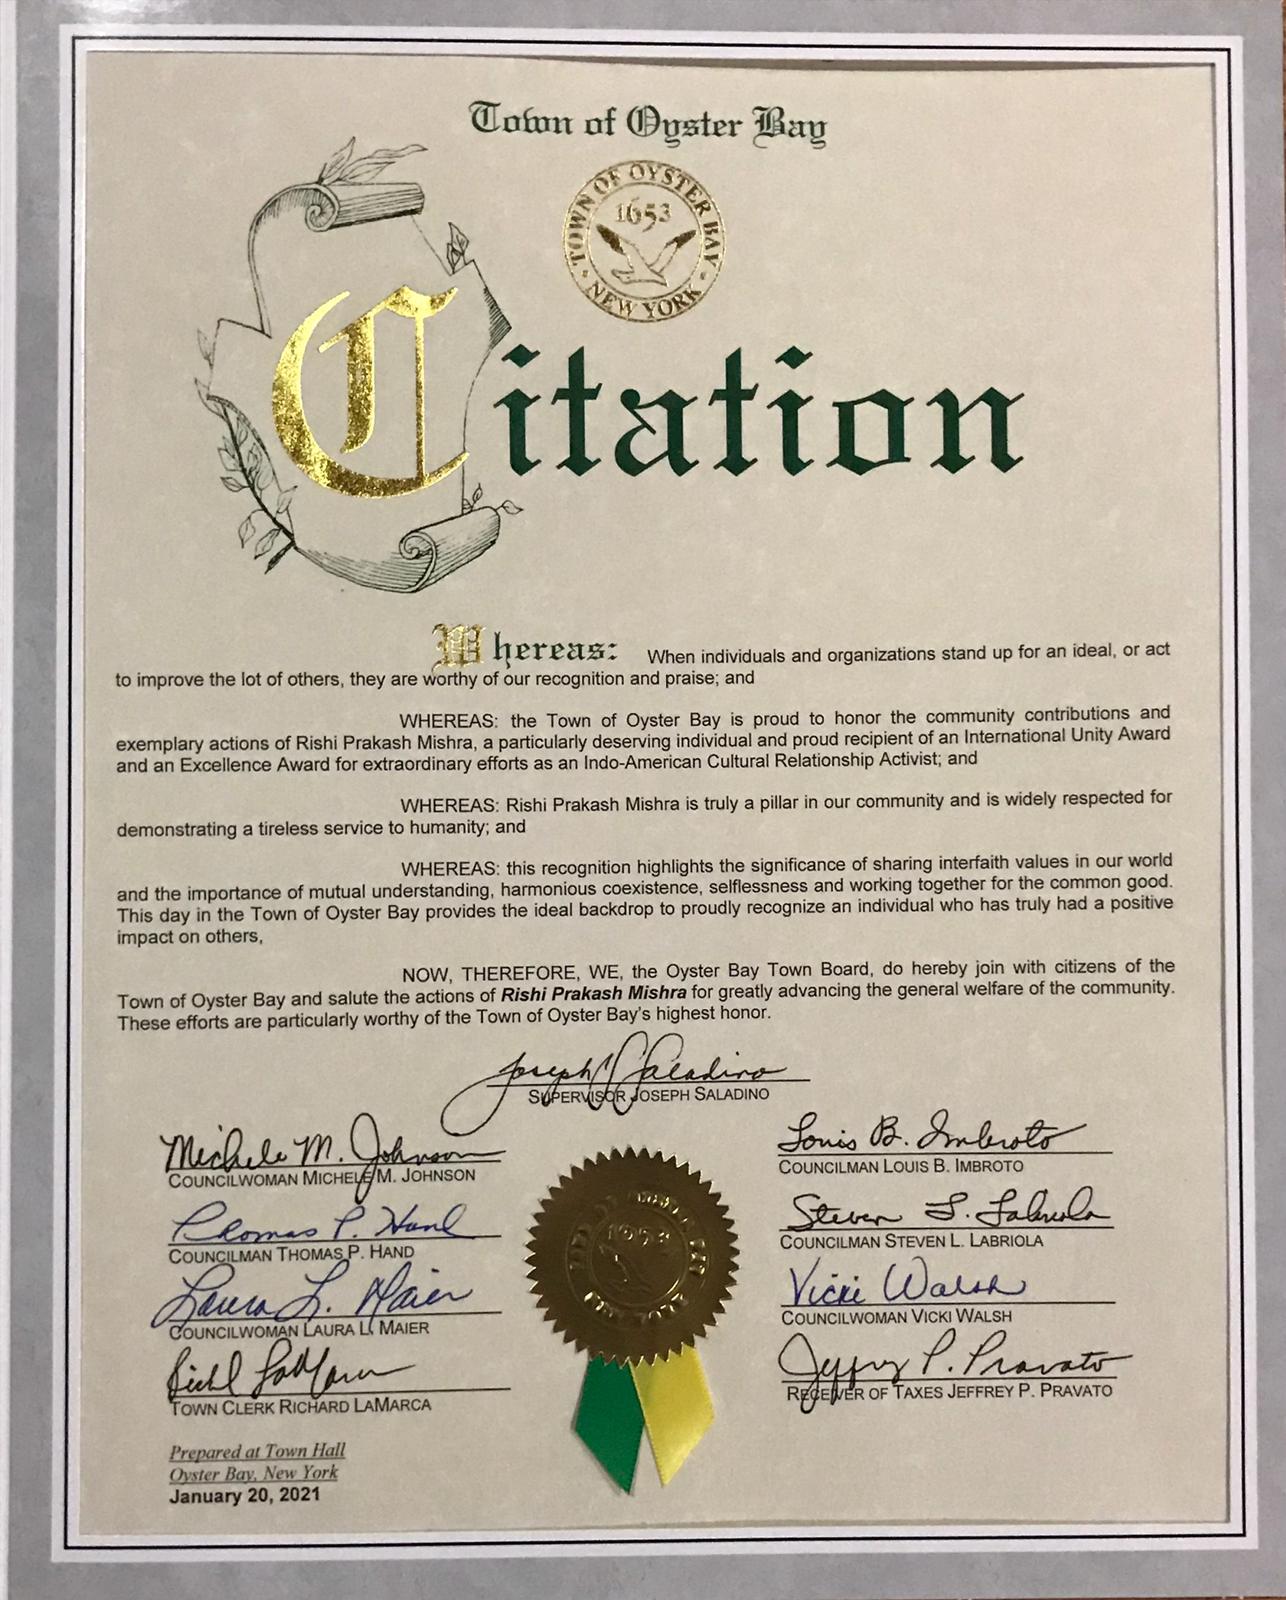 Town of Oyster Bay
TOWN OF OYSTER BAY
1653
NEW YORK
Citation
Whereas: When individuals and organizations stand up for an ideal, or act
to improve the lot of others, they are worthy of our recognition and praise; and
WHEREAS: the Town of Oyster Bay is proud to honor the community contributions and
exemplary actions of Rishi Prakash Mishra, a particularly deserving individual and proud recipient of an International Unity Award
and an Excellence Award for extraordinary efforts as an Indo-American Cultural Relationship Activist; and
WHEREAS: Rishi Prakash Mishra is truly a pillar in our community and is widely respected for
demonstrating a tireless service to humanity; and
WHEREAS: this recognition highlights the significance of sharing interfaith values in our world
and the importance of mutual understanding, harmonious coexistence, selflessness and working together for the common good.
This day in the Town of Oyster Bay provides the ideal backdrop to proudly recognize an individual who has truly had a positive
impact on others,
NOW, THEREFORE, WE, the Oyster Bay Town Board, do hereby join with citizens of the
Town of Oyster Bay and salute the actions of Rishi Prakash Mishra for greatly advancing the general welfare of the community.
These efforts are particularly worthy of the Town of Oyster Bay's highest honor.
Joseph Saladino
SUPERVISOR JOSEPH SALADINO
Michele M. Johnson
COUNCILWOMAN MICHELE M. JOHNSON
Louis B. Imbroto
COUNCILMAN LOUIS B. IMBROTO
Thomas P. Hand
COUNCILMAN THOMAS P. HAND
Steven L. Labriola
COUNCILMAN STEVEN L. LABRIOLA
Laura L. Maier
COUNCILWOMAN LAURA L. MAIER
Vicki Walsh
COUNCILWOMAN VICKI WALSH
Richd LaMarca
TOWN CLERK RICHARD LAMARCA
Jeffrey P. Pravato
RECEIVER OF TAXES JEFFREY P. PRAVATO
1653
Prepared at Town Hall
Oyster Bay, New York
January 20, 2021